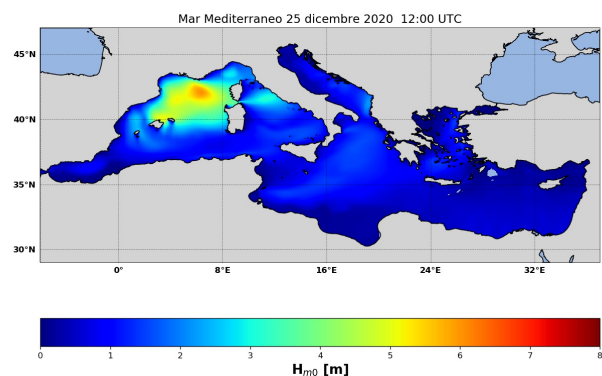 Mar Mediterraneo 25 dicembre 2020  12:00 UTC
45°N
40°N
35°N
30°N
0° 8°E 16°E 24°E 32°E
0 1 2 3 4 5 6 7 8
H_{m0} [m]